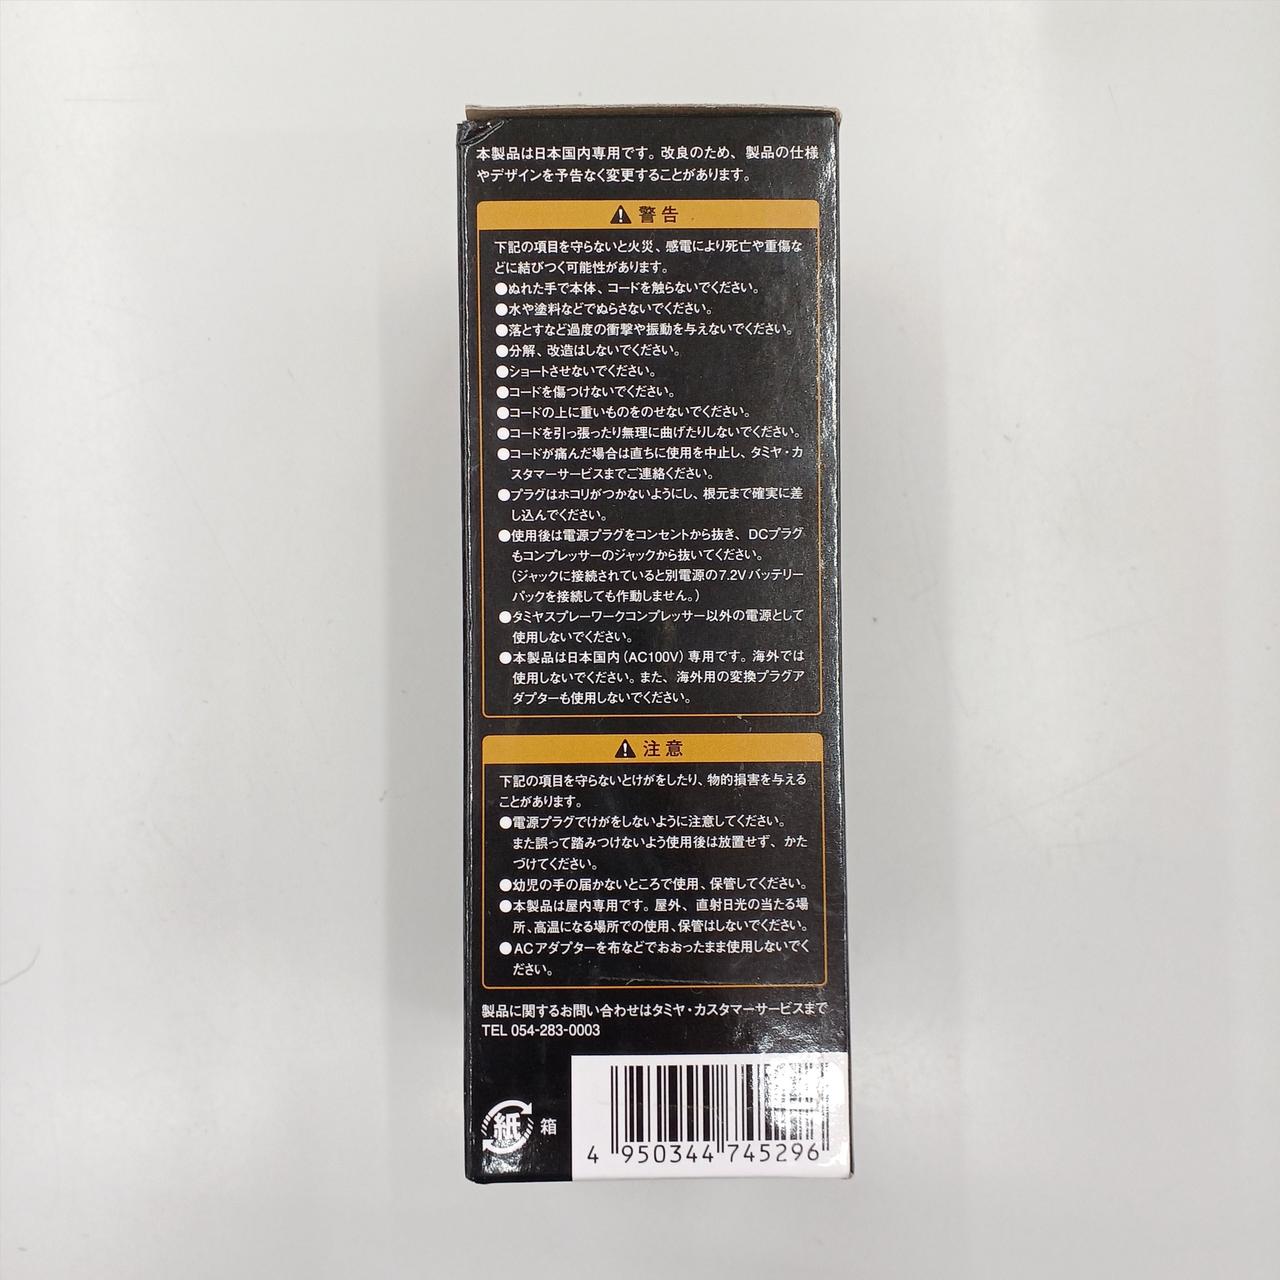 本製品は日本国内専用です。改良のため、製品の仕様
やデザインを予告なく変更することがあります。
警告
下記の項目を守らないと火災、感電により死亡や重傷な
どに結びつく可能性があります。
●ぬれた手で本体、コードを触らないでください。
●水や塗料などでぬらさないでください。
●落とすなど過度の衝撃や振動を与えないでください。
●分解、改造はしないでください。
●ショートさせないでください。
●コードを傷つけないでください。
●コードの上に重いものをのせないでください。
●コードを引っ張ったり無理に曲げたりしないでください。
●コードが痛んだ場合は直ちに使用を中止し、タミヤ・カ
スタマーサービスまでご連絡ください。
●プラグはホコリがつかないようにし、根元まで確実に差
し込んでください。
●使用後は電源プラグをコンセントから抜き、DCプラグ
もコンプレッサーのジャックから抜いてください。
(ジャックに接続されていると別電源の7.2Vバッテリー
パックを接続しても作動しません。)
●タミヤスプレーワークコンプレッサー以外の電源として
使用しないでください。
●本製品は日本国内(AC100V)専用です。海外では
使用しないでください。また、海外用の変換プラグア
ダプターも使用しないでください。
注意
下記の項目を守らないとけがをしたり、物的損害を与える
ことがあります。
●電源プラグでけがをしないように注意してください。
また誤って踏みつけないよう使用後は放置せず、かた
づけてください。
●幼児の手の届かないところで使用、保管してください。
●本製品は屋内専用です。屋外、直射日光の当たる場
所、高温になる場所での使用、保管はしないでください。
●ACアダプターを布などでおおったまま使用しないでく
ださい。
製品に関するお問い合わせはタミヤ・カスタマーサービスまで
TEL 054-283-0003
紙 箱
4 950344 745296